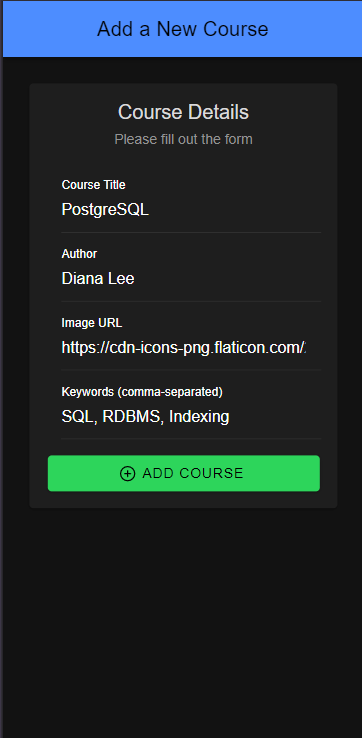 Add a New Course
Course Details
Please fill out the form
Course Title
PostgreSQL
Author
Diana Lee
Image URL
https://cdn-icons-png.flaticon.com/
Keywords (comma-separated)
SQL, RDBMS, Indexing
ADD COURSE